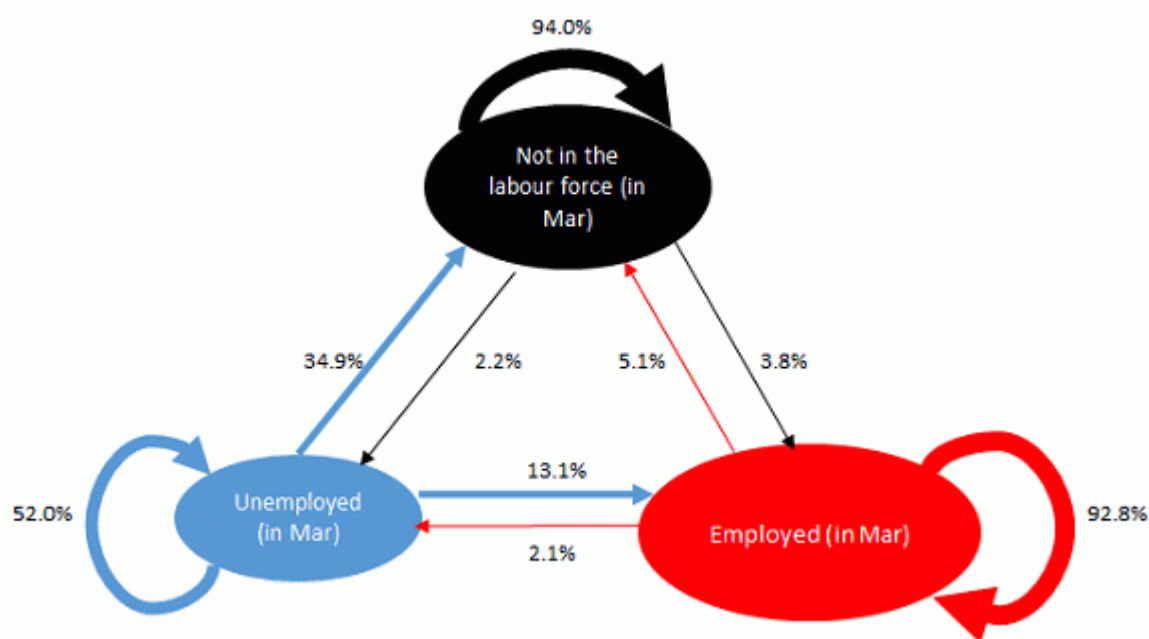 94.0%
Not in the
labour force (in
Mar)
34.9%
2.2%
5.1%
3.8%
13.1%
52.0%
Unemployed
(in Mar)
Employed (in Mar)
92.8%
2.1%